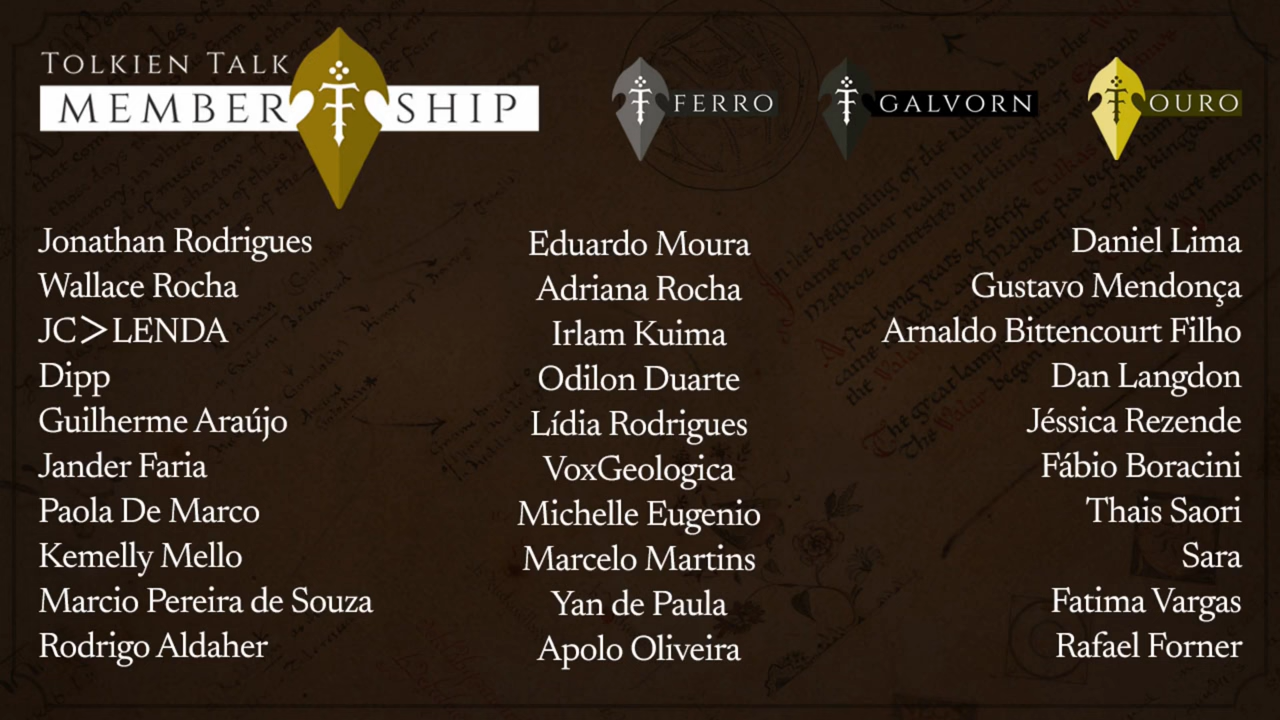 TOLKIEN TALK
MEMBERSHIP
FERRO
GALVORN
OURO
Jonathan Rodrigues
Wallace Rocha
JC>LENDA
Dipp
Guilherme Araújo
Jander Faria
Paola De Marco
Kemelly Mello
Marcio Pereira de Souza
Rodrigo Aldaher
Eduardo Moura
Adriana Rocha
Irlam Kuima
Odilon Duarte
Lídia Rodrigues
VoxGeologica
Michelle Eugenio
Marcelo Martins
Yan de Paula
Apolo Oliveira
Daniel Lima
Gustavo Mendonça
Arnaldo Bittencourt Filho
Dan Langdon
Jéssica Rezende
Fábio Boracini
Thais Saori
Sara
Fatima Vargas
Rafael Forner